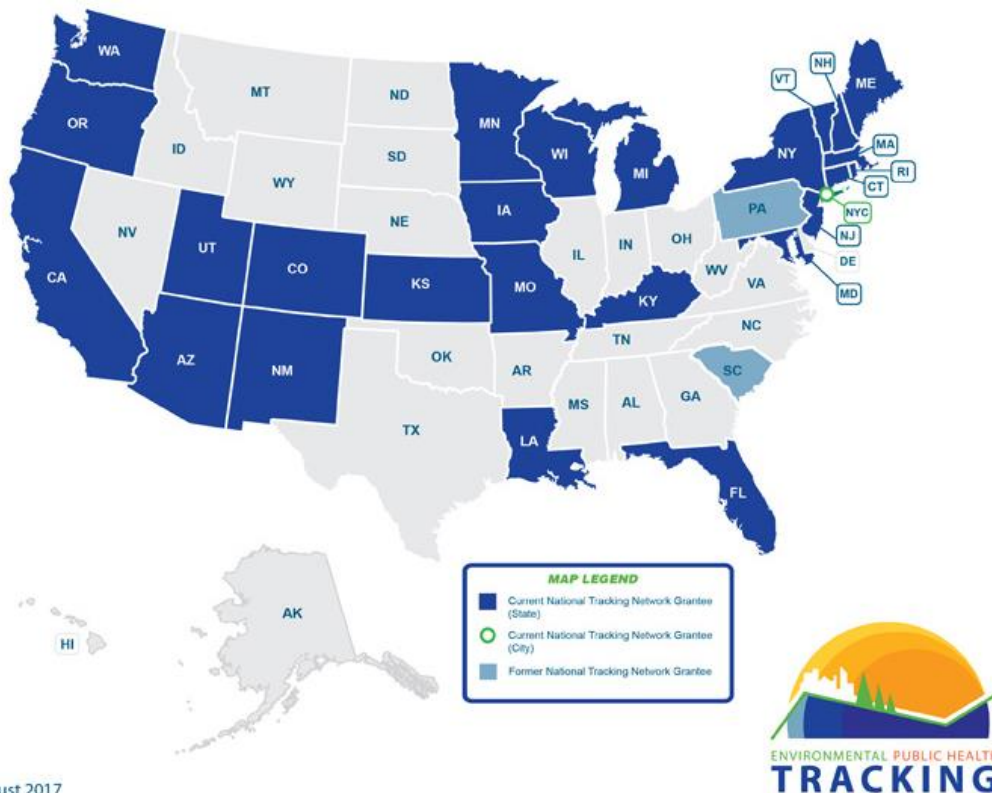 WA
MT
ND
MN
VT
NH
ME
OR
ID
SD
WI
MI
NY
MA
RI
CT
WY
NE
IA
PA
NYC
NJ
NV
UT
CO
IL
IN
OH
DE
MD
CA
KS
MO
KY
WV
VA
AZ
NM
OK
AR
TN
NC
SC
TX
LA
MS
AL
GA
FL
AK
HI
MAP LEGEND
Current National Tracking Network Grantee
(State)
Current National Tracking Network Grantee
(City)
Former National Tracking Network Grantee
ENVIRONMENTAL PUBLIC HEALTH
TRACKING
ust 2017